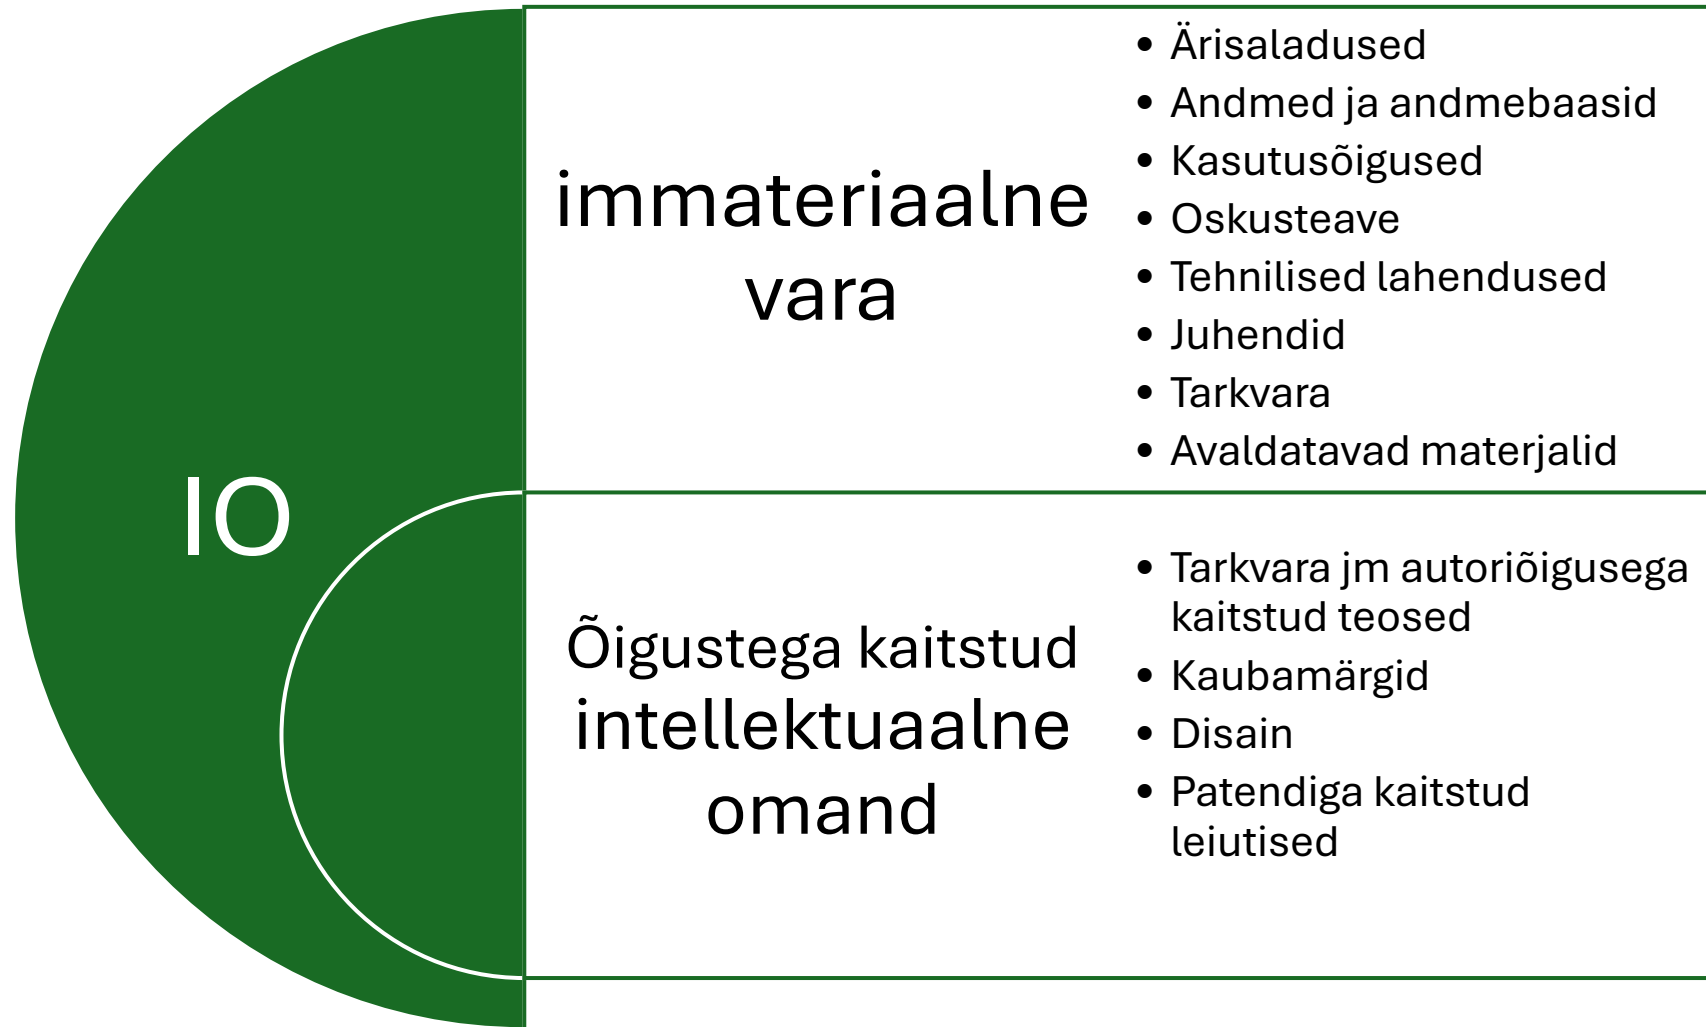 IO
immateriaalne
vara
• Ärisaladused
• Andmed ja andmebaasid
• Kasutusõigused
• Oskusteave
• Tehnilised lahendused
• Juhendid
• Tarkvara
• Avaldatavad materjalid
Õigustega kaitstud
intellektuaalne
omand
• Tarkvara jm autoriõigusega
kaitstud teosed
• Kaubamärgid
• Disain
• Patendiga kaitstud
leiutised